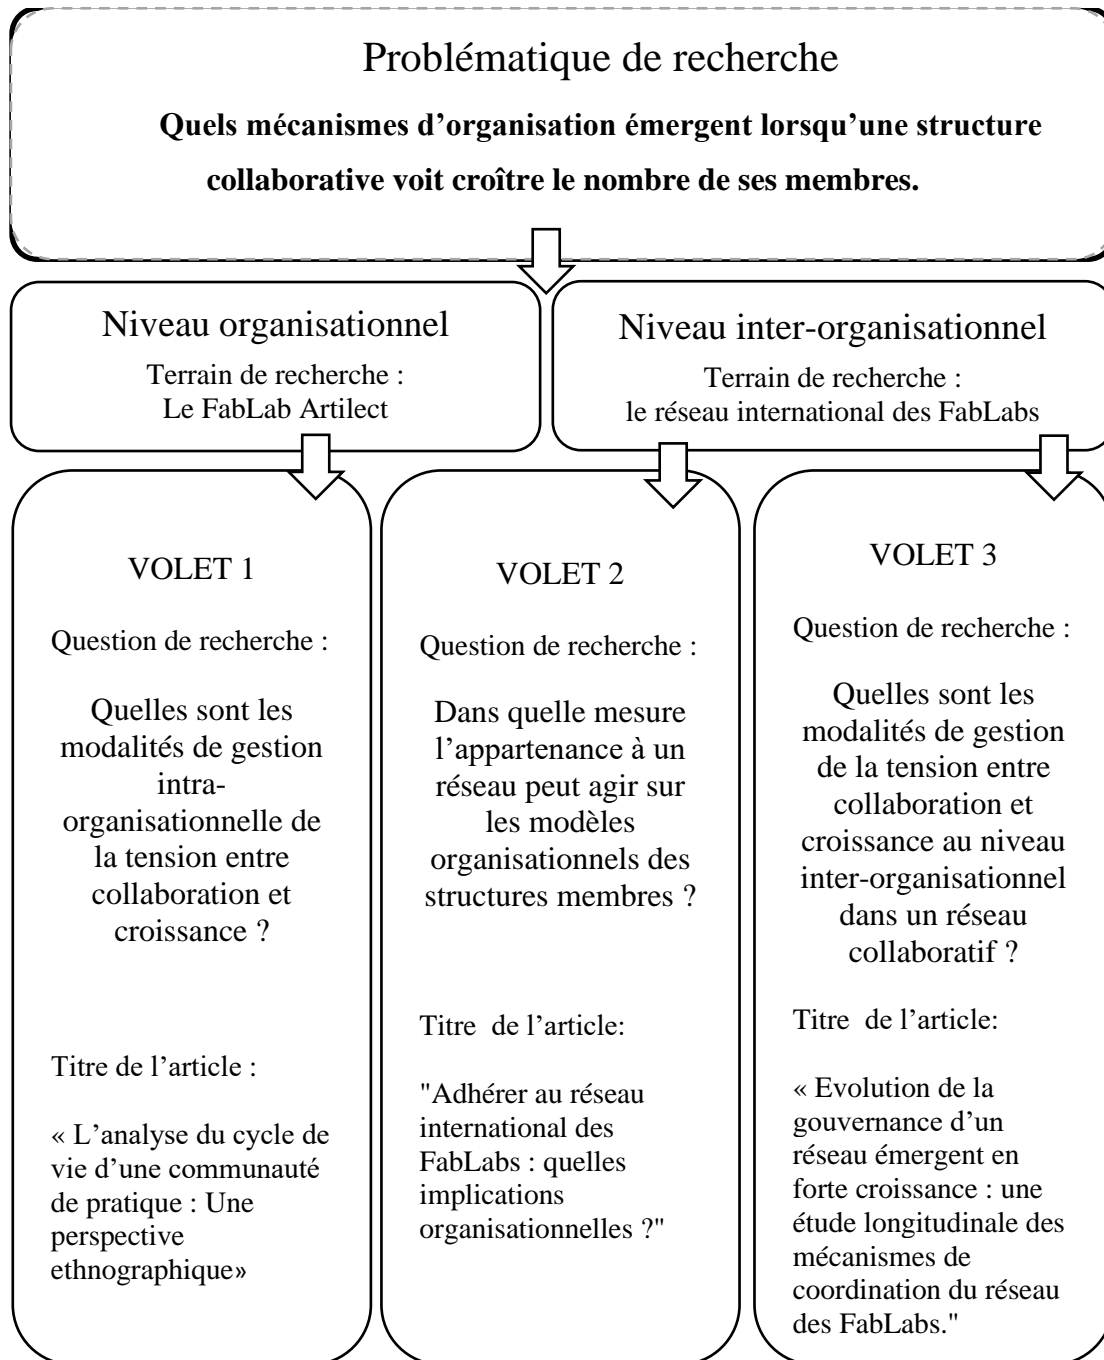 Problématique de recherche
Quels mécanismes d’organisation émergent lorsqu’une structure
collaborative voit croître le nombre de ses membres.
Niveau organisationnel
Terrain de recherche :
Le FabLab Artilect
Niveau inter-organisationnel
Terrain de recherche :
le réseau international des FabLabs
VOLET 1
Question de recherche :
Quelles sont les
modalités de gestion
intra-
organisationnelle de
la tension entre
collaboration et
croissance ?
Titre de l’article :
« L’analyse du cycle de
vie d’une communauté
de pratique : Une
perspective
ethnographique»
VOLET 2
Question de recherche :
Dans quelle mesure
l’appartenance à un
réseau peut agir sur
les modèles
organisationnels des
structures membres ?
Titre  de l’article:
"Adhérer au réseau
international des
FabLabs : quelles
implications
organisationnelles ?"
VOLET 3
Question de recherche :
Quelles sont les
modalités de gestion
de la tension entre
collaboration et
croissance au niveau
inter-organisationnel
dans un réseau
collaboratif ?
Titre  de l’article:
« Evolution de la
gouvernance d’un
réseau émergent en
forte croissance : une
étude longitudinale des
mécanismes de
coordination du réseau
des FabLabs."